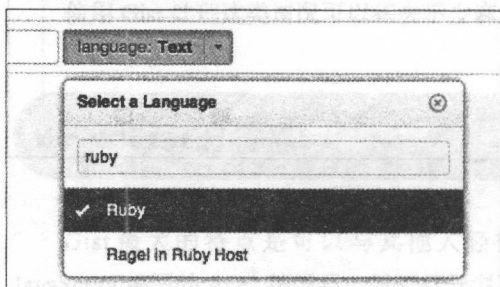 language: Text
Select a Language
ruby
Ruby
Ragel in Ruby Host